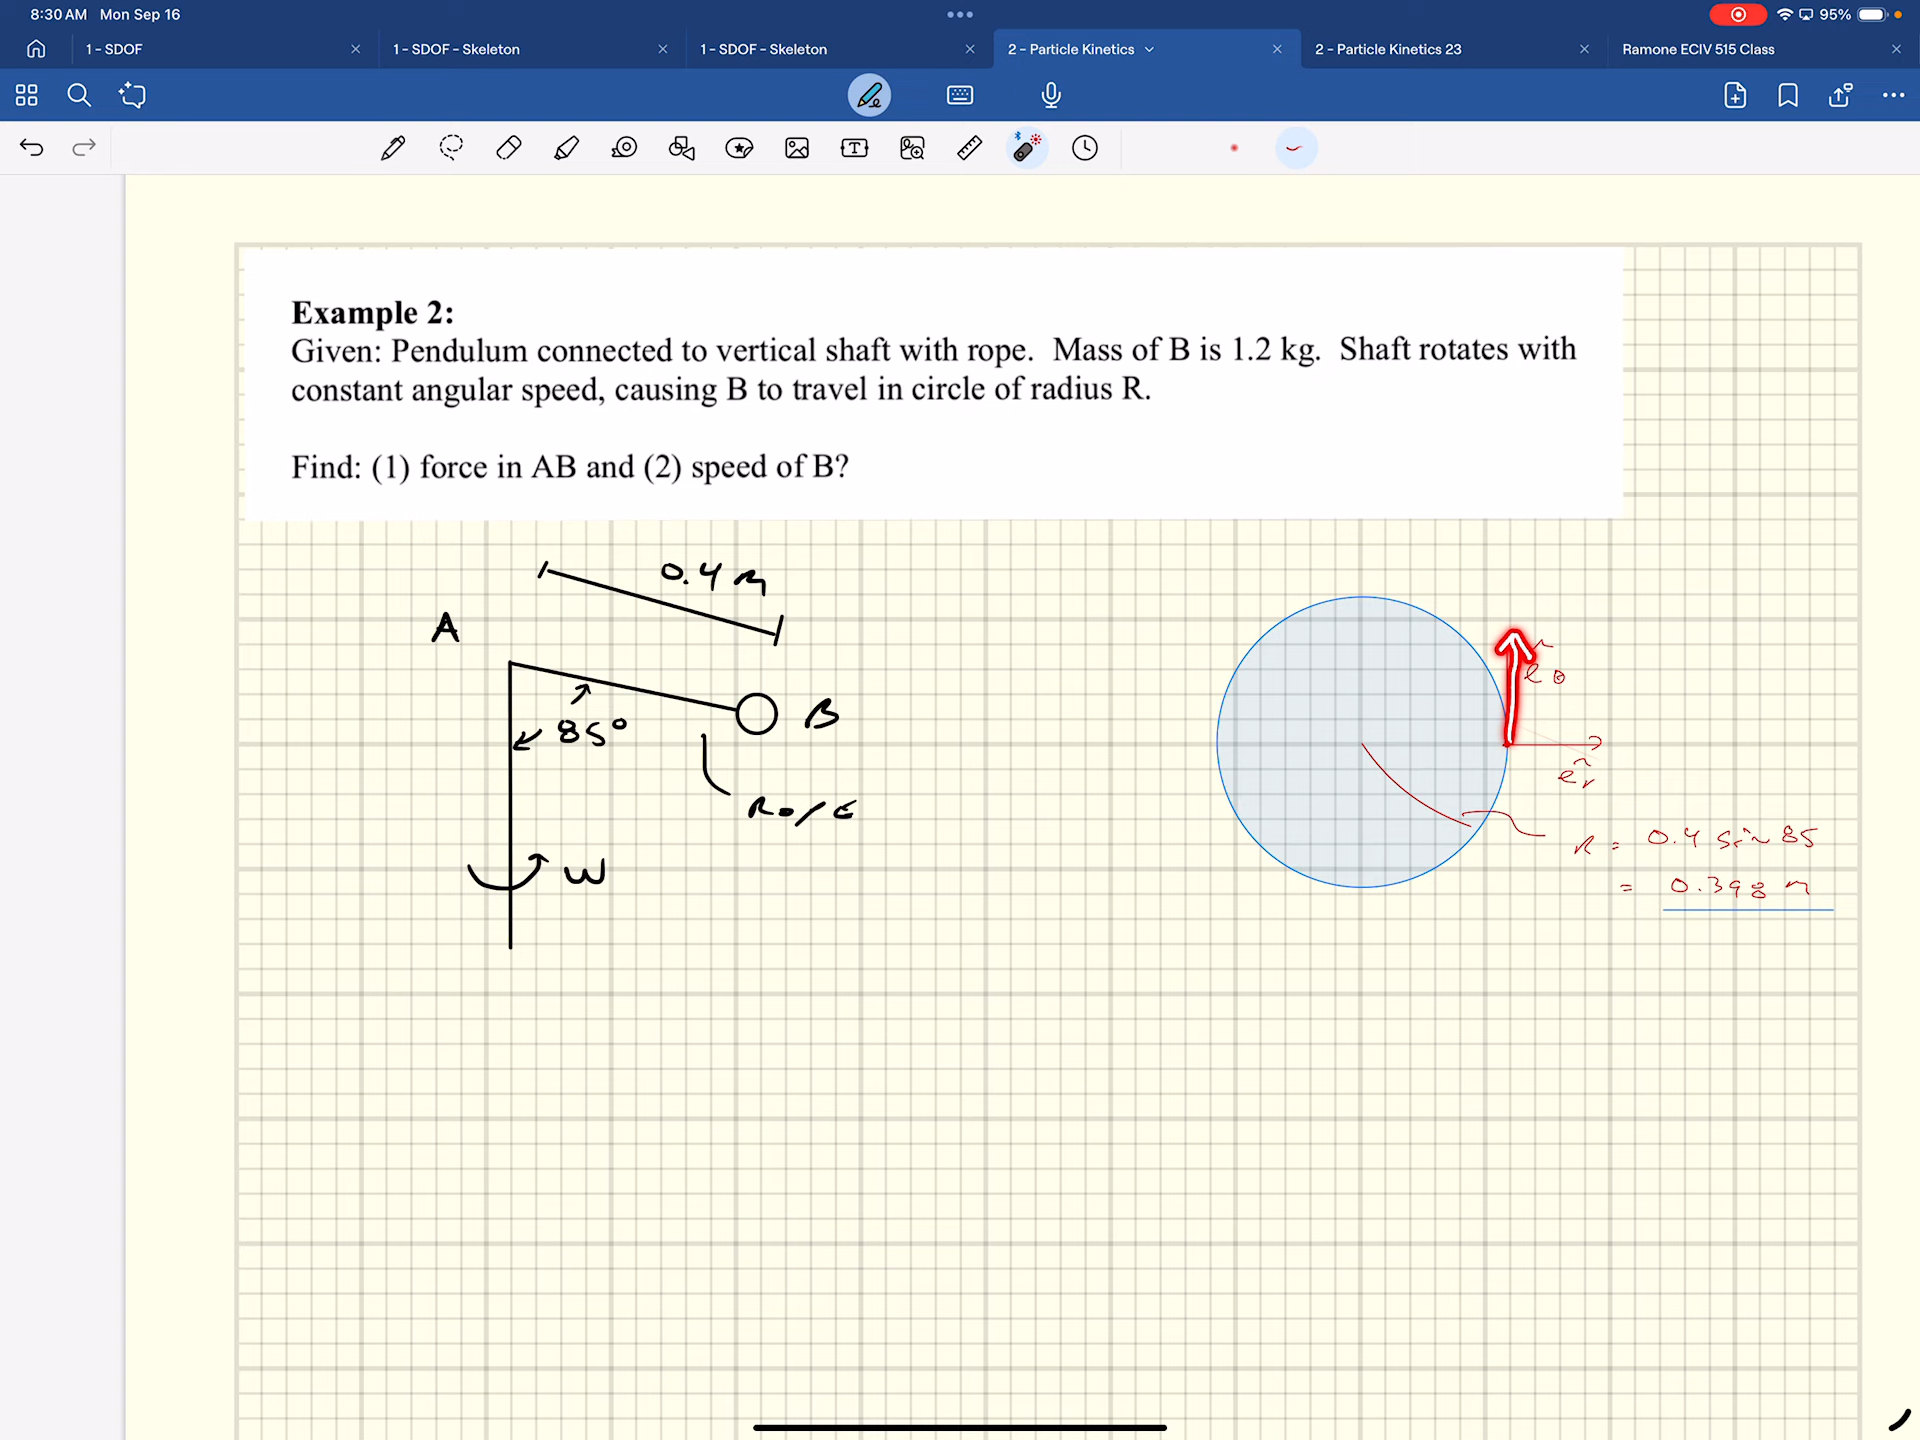 8:30 AM Mon Sep 16
95%
1 - SDOF
1 - SDOF - Skeleton
1 - SDOF - Skeleton
2 - Particle Kinetics
2 - Particle Kinetics 23
Ramone ECIV 515 Class
Example 2:
Given: Pendulum connected to vertical shaft with rope. Mass of B is 1.2 kg. Shaft rotates with
constant angular speed, causing B to travel in circle of radius R.
Find: (1) force in AB and (2) speed of B?
0.4 m
A
85°
B
ROPE
W
êθ
êr
R = 0.4 sin 85
= 0.398 m